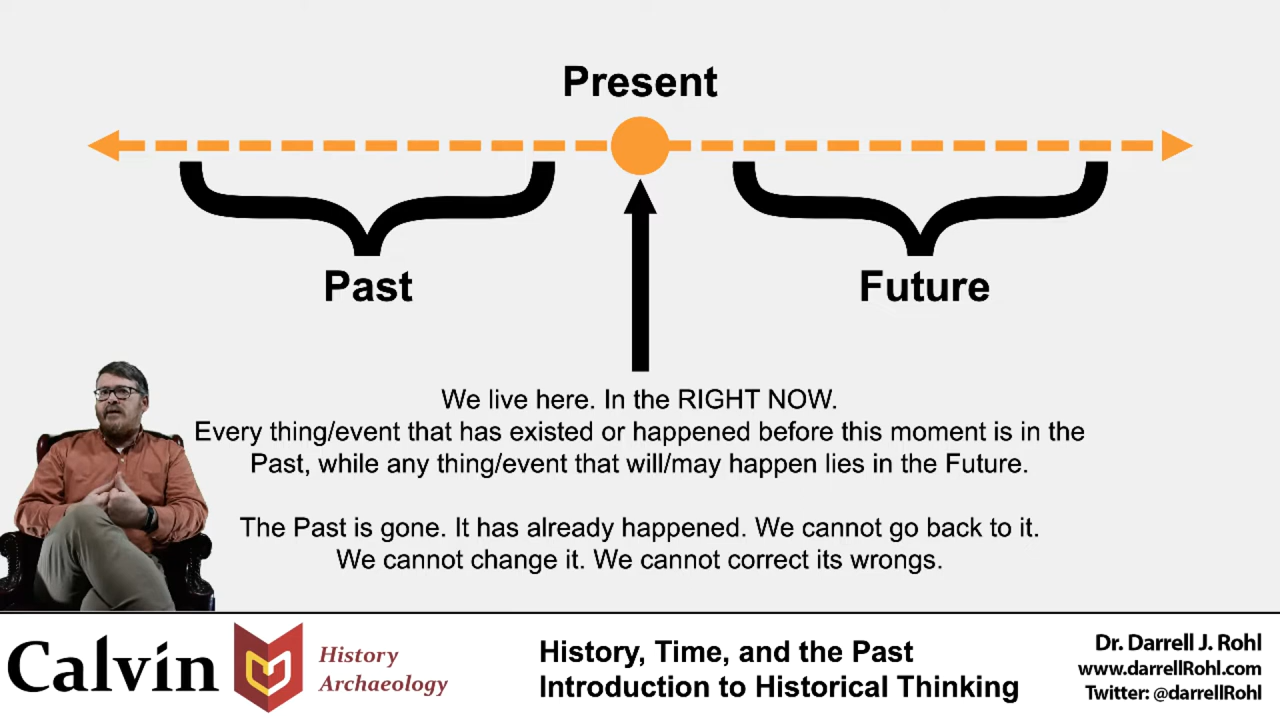 Present
Past
Future
We live here. In the RIGHT NOW.
Every thing/event that has existed or happened before this moment is in the
Past, while any thing/event that will/may happen lies in the Future.
The Past is gone. It has already happened. We cannot go back to it.
We cannot change it. We cannot correct its wrongs.
Calvin
History
Archaeology
History, Time, and the Past
Introduction to Historical Thinking
Dr. Darrell J. Rohl
www.darrellRohl.com
Twitter: @darrellRohl